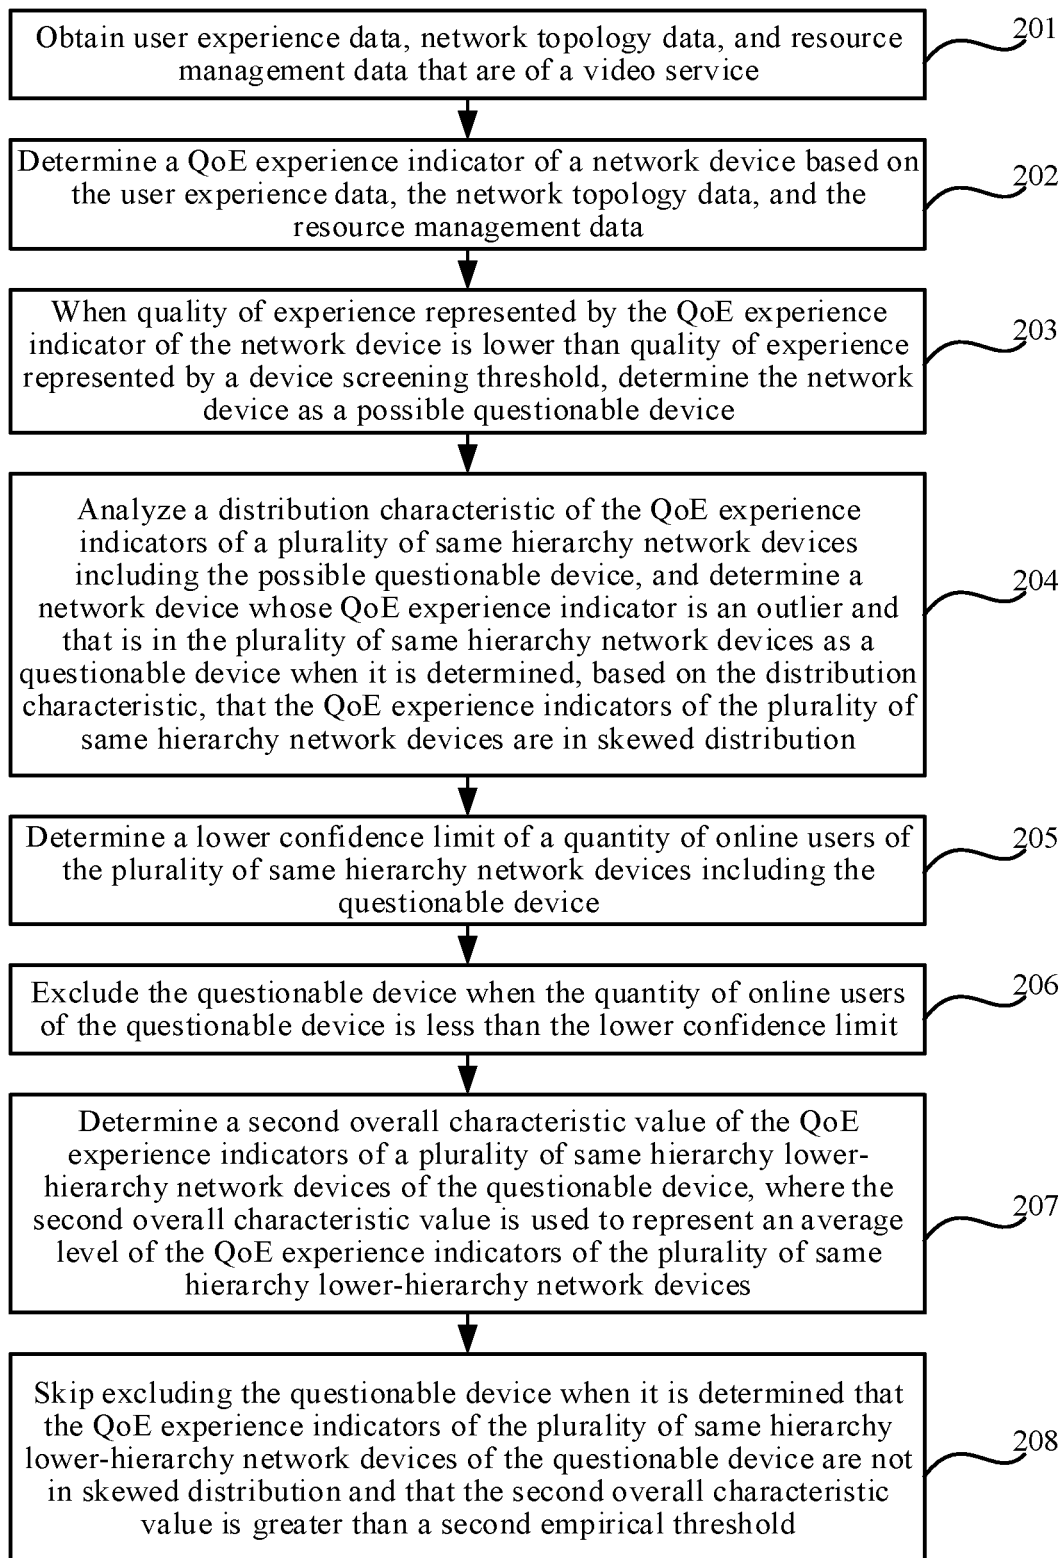 Obtain user experience data, network topology data, and resource
management data that are of a video service
201
Determine a QoE experience indicator of a network device based on
the user experience data, the network topology data, and the
resource management data
202
When quality of experience represented by the QoE experience
indicator of the network device is lower than quality of experience
represented by a device screening threshold, determine the network
device as a possible questionable device
203
Analyze a distribution characteristic of the QoE experience
indicators of a plurality of same hierarchy network devices
including the possible questionable device, and determine a
network device whose QoE experience indicator is an outlier and
that is in the plurality of same hierarchy network devices as a
questionable device when it is determined, based on the distribution
characteristic, that the QoE experience indicators of the plurality of
same hierarchy network devices are in skewed distribution
204
Determine a lower confidence limit of a quantity of online users of
the plurality of same hierarchy network devices including the
questionable device
205
Exclude the questionable device when the quantity of online users
of the questionable device is less than the lower confidence limit
206
Determine a second overall characteristic value of the QoE
experience indicators of a plurality of same hierarchy lower-
hierarchy network devices of the questionable device, where the
second overall characteristic value is used to represent an average
level of the QoE experience indicators of the plurality of same
hierarchy lower-hierarchy network devices
207
Skip excluding the questionable device when it is determined that
the QoE experience indicators of the plurality of same hierarchy
lower-hierarchy network devices of the questionable device are not
in skewed distribution and that the second overall characteristic
value is greater than a second empirical threshold
208